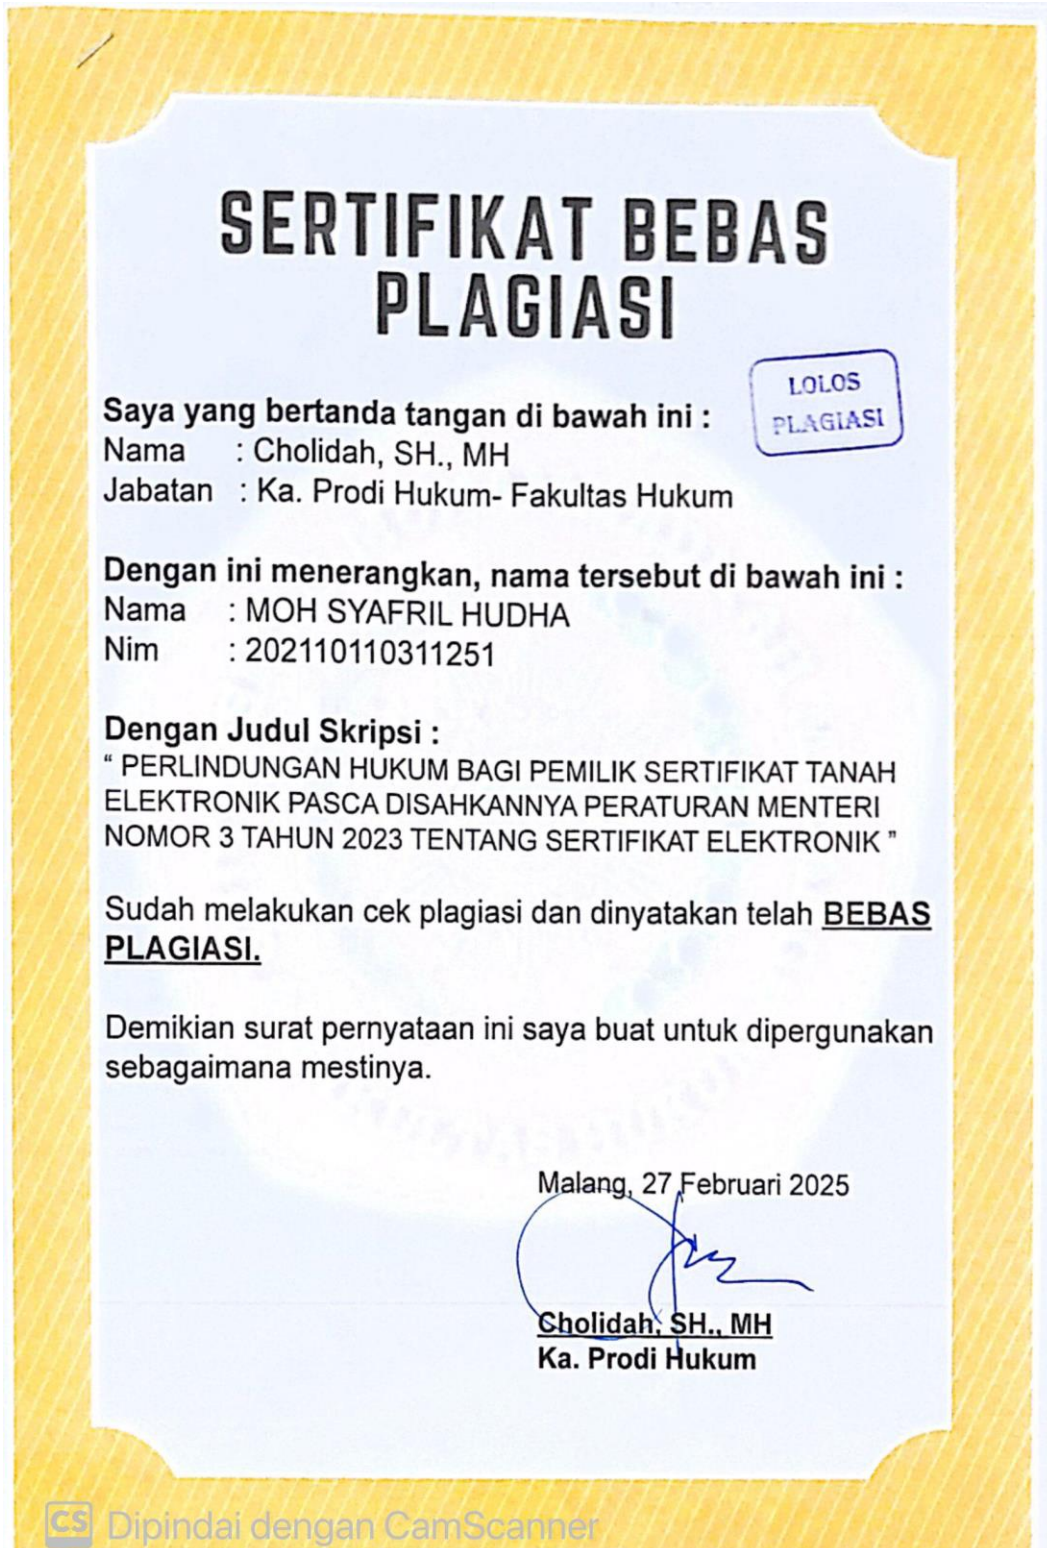 SERTIFIKAT BEBAS
PLAGIASI
LOLOS
PLAGIASI
Saya yang bertanda tangan di bawah ini :
Nama : Cholidah, SH., MH
Jabatan : Ka. Prodi Hukum- Fakultas Hukum
Dengan ini menerangkan, nama tersebut di bawah ini :
Nama : MOH SYAFRIL HUDHA
Nim : 202110110311251
Dengan Judul Skripsi :
“ PERLINDUNGAN HUKUM BAGI PEMILIK SERTIFIKAT TANAH
ELEKTRONIK PASCA DISAHKANNYA PERATURAN MENTERI
NOMOR 3 TAHUN 2023 TENTANG SERTIFIKAT ELEKTRONIK ”
Sudah melakukan cek plagiasi dan dinyatakan telah BEBAS
PLAGIASI.
Demikian surat pernyataan ini saya buat untuk dipergunakan
sebagaimana mestinya.
Malang, 27 Februari 2025
Cholidah, SH., MH
Ka. Prodi Hukum
CS Dipindai dengan CamScanner